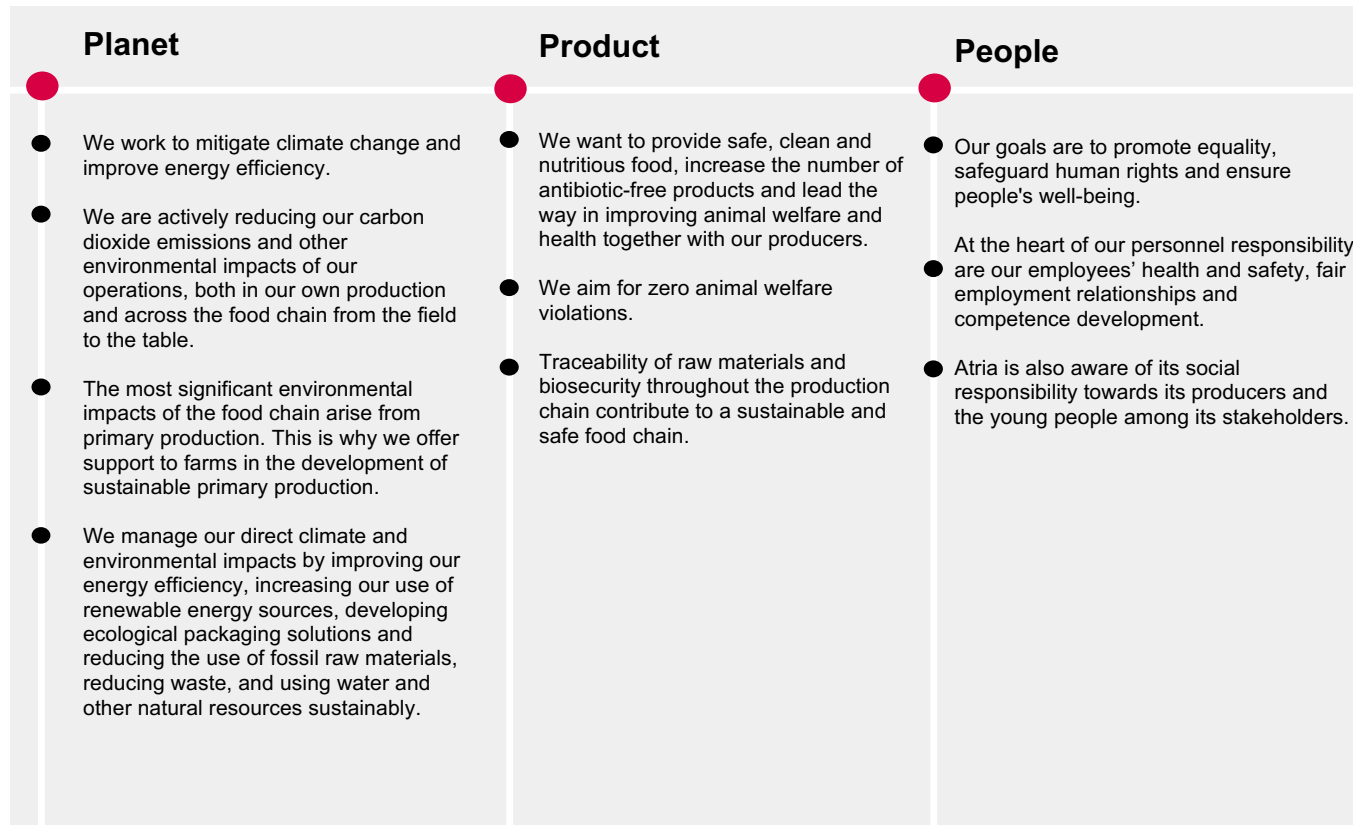 Planet
We work to mitigate climate change and
improve energy efficiency.
We are actively reducing our carbon
dioxide emissions and other
environmental impacts of our
operations, both in our own production
and across the food chain from the field
to the table.
The most significant environmental
impacts of the food chain arise from
primary production. This is why we offer
support to farms in the development of
sustainable primary production.
We manage our direct climate and
environmental impacts by improving our
energy efficiency, increasing our use of
renewable energy sources, developing
ecological packaging solutions and
reducing the use of fossil raw materials,
reducing waste, and using water and
other natural resources sustainably.
Product
We want to provide safe, clean and
nutritious food, increase the number of
antibiotic-free products and lead the
way in improving animal welfare and
health together with our producers.
We aim for zero animal welfare
violations.
Traceability of raw materials and
biosecurity throughout the production
chain contribute to a sustainable and
safe food chain.
People
Our goals are to promote equality,
safeguard human rights and ensure
people's well-being.
At the heart of our personnel responsibility
are our employees’ health and safety, fair
employment relationships and
competence development.
Atria is also aware of its social
responsibility towards its producers and
the young people among its stakeholders.